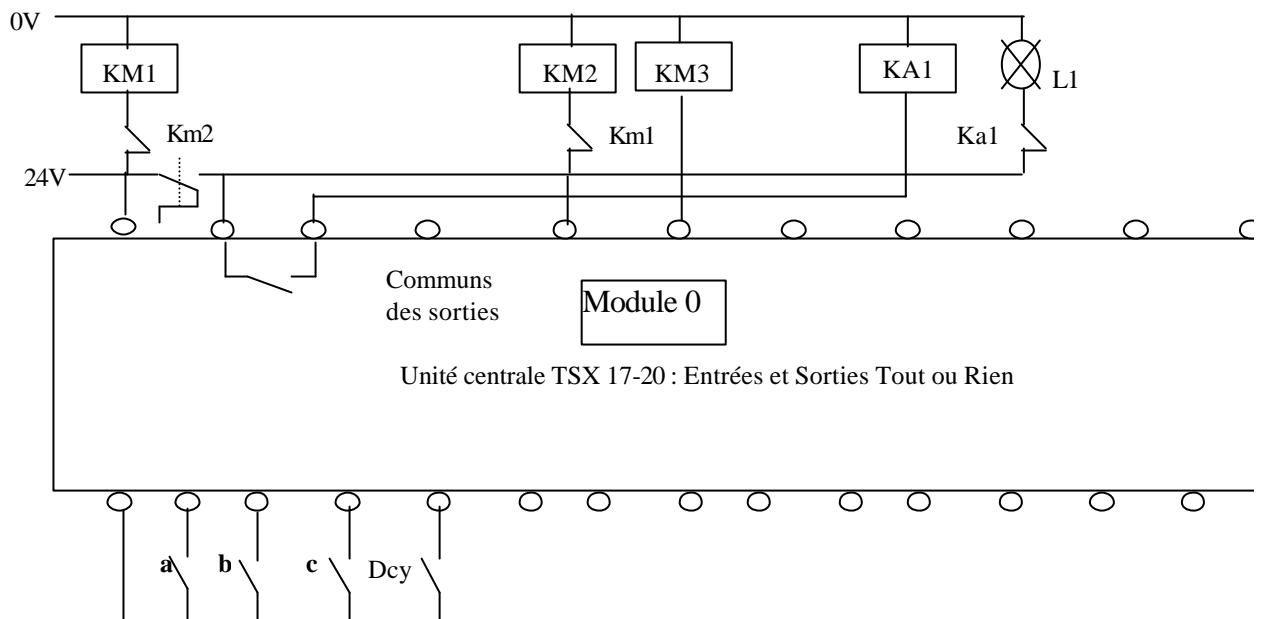 0V
KM1
KM2
KM3
KA1
L1
Km2
Km1
Ka1
24V
Communs
des sorties
Module 0
Unité centrale TSX 17-20 : Entrées et Sorties Tout ou Rien
a
b
c
Dcy